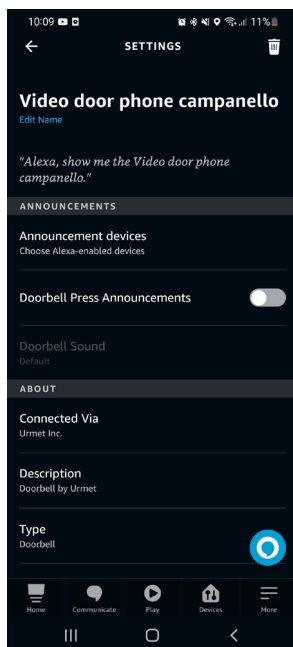 10:09
11%
SETTINGS
Video door phone campanello
Edit Name
"Alexa, show me the Video door phone
campanello."
ANNOUNCEMENTS
Announcement devices
Choose Alexa-enabled devices
Doorbell Press Announcements
Doorbell Sound
Default
ABOUT
Connected Via
Urmet Inc.
Description
Doorbell by Urmet
Type
Doorbell
Home Communicate Play Devices More